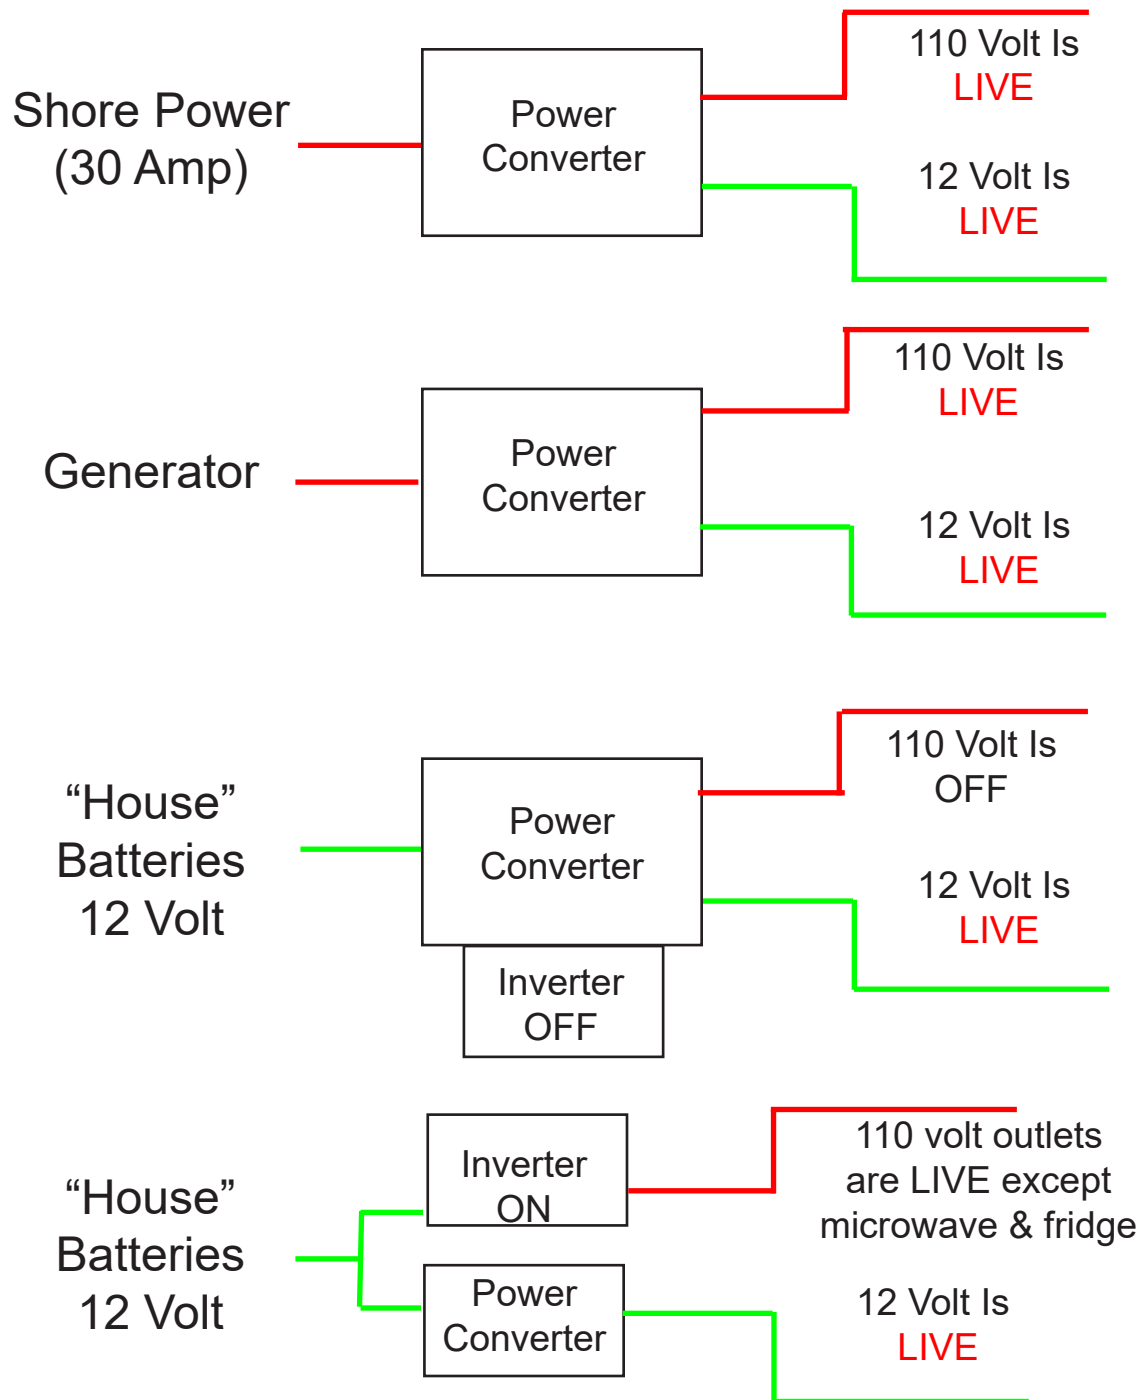 Shore Power
(30 Amp)
Power
Converter
110 Volt Is
LIVE
12 Volt Is
LIVE
Generator
Power
Converter
110 Volt Is
LIVE
12 Volt Is
LIVE
“House”
Batteries
12 Volt
Power
Converter
Inverter
OFF
110 Volt Is
OFF
12 Volt Is
LIVE
“House”
Batteries
12 Volt
Inverter
ON
Power
Converter
110 volt outlets
are LIVE except
microwave & fridge
12 Volt Is
LIVE